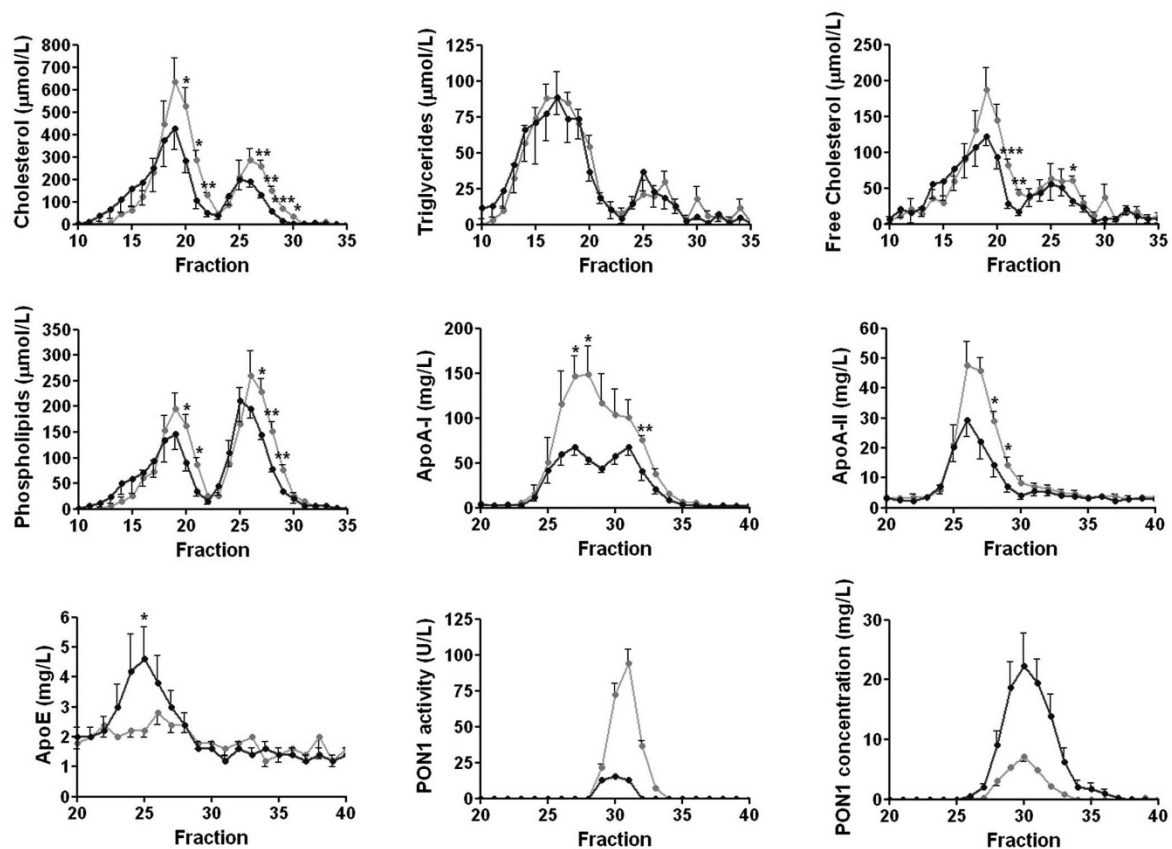 Cholesterol (µmol/L)
800
700
600
500
400
300
200
100
0
*
*
**
**
**
***
*
10 15 20 25 30 35
Fraction
Triglycerides (µmol/L)
125
100
75
50
25
0
10 15 20 25 30 35
Fraction
Free Cholesterol (µmol/L)
250
200
150
100
50
0
***
**
*
10 15 20 25 30 35
Fraction
Phospholipids (µmol/L)
350
300
250
200
150
100
50
0
*
*
*
**
**
10 15 20 25 30 35
Fraction
ApoA-I (mg/L)
200
150
100
50
0
* *
**
20 25 30 35 40
Fraction
ApoA-II (mg/L)
60
50
40
30
20
10
0
*
*
20 25 30 35 40
Fraction
ApoE (mg/L)
6
5
4
3
2
1
0
*
20 25 30 35 40
Fraction
PON1 activity (U/L)
125
100
75
50
25
0
20 25 30 35 40
Fraction
PON1 concentration (mg/L)
30
20
10
0
20 25 30 35 40
Fraction